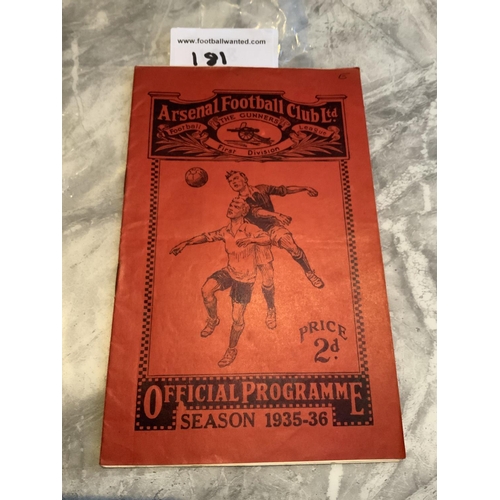 www.footballwanted.com
181
Arsenal Football Club Ltd
THE GUNNERS
Football League
First Division
PRICE
2d.
OFFICIAL PROGRAMME
SEASON 1935-36